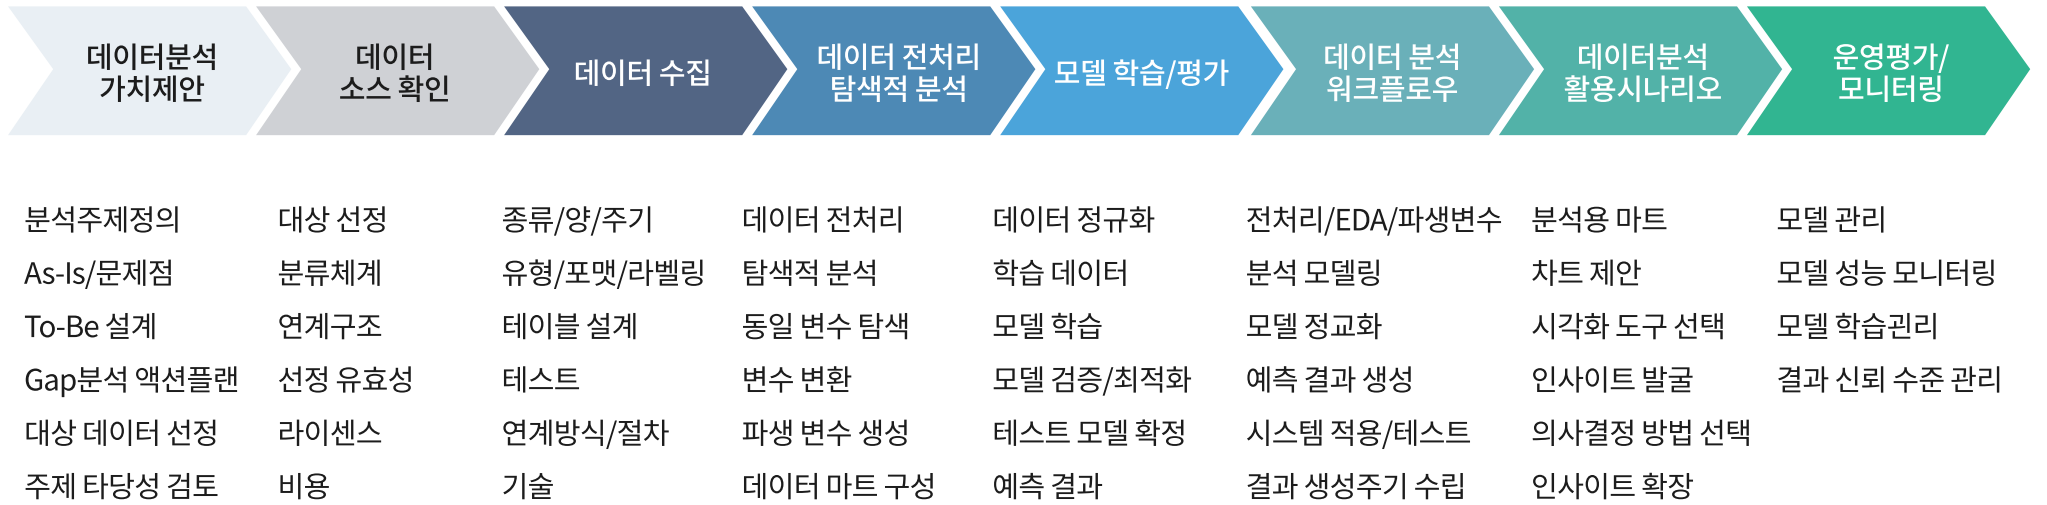 데이터분석
가치제안
데이터
소스 확인
데이터 수집
데이터 전처리
탐색적 분석
모델 학습/평가
데이터 분석
워크플로우
데이터분석
활용시나리오
운영평가/
모니터링
분석주제정의
As-Is/문제점
To-Be 설계
Gap분석 액션플랜
대상 데이터 선정
주제 타당성 검토
대상 선정
분류체계
연계구조
선정 유효성
라이센스
비용
종류/양/주기
유형/포맷/라벨링
테이블 설계
테스트
연계방식/절차
기술
데이터 전처리
탐색적 분석
동일 변수 탐색
변수 변환
파생 변수 생성
데이터 마트 구성
데이터 정규화
학습 데이터
모델 학습
모델 검증/최적화
테스트 모델 확정
예측 결과
전처리/EDA/파생변수
분석 모델링
모델 정교화
예측 결과 생성
시스템 적용/테스트
결과 생성주기 수립
분석용 마트
차트 제안
시각화 도구 선택
인사이트 발굴
의사결정 방법 선택
인사이트 확장
모델 관리
모델 성능 모니터링
모델 학습괸리
결과 신뢰 수준 관리